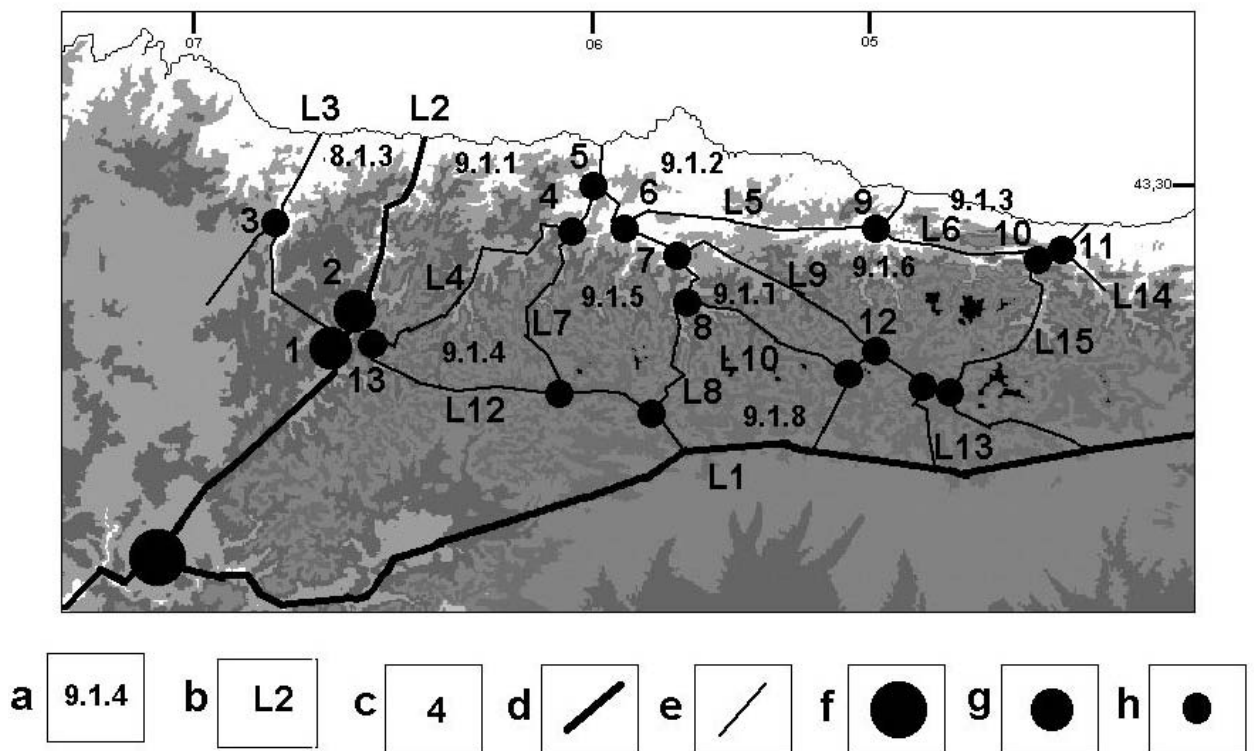 07 06 05
L3 L2
8.1.3 9.1.1 5 9.1.2
43,30
3 4 6 L5 9 9.1.3
L6 10 11
2 L4 7 9.1.6
9.1.5 9.1.7 L9 L14
L7 8
1 12
13 9.1.4 L10 L15
L12 L8
9.1.8
L13
L1
a 9.1.4 b L2 c 4 d e f g h